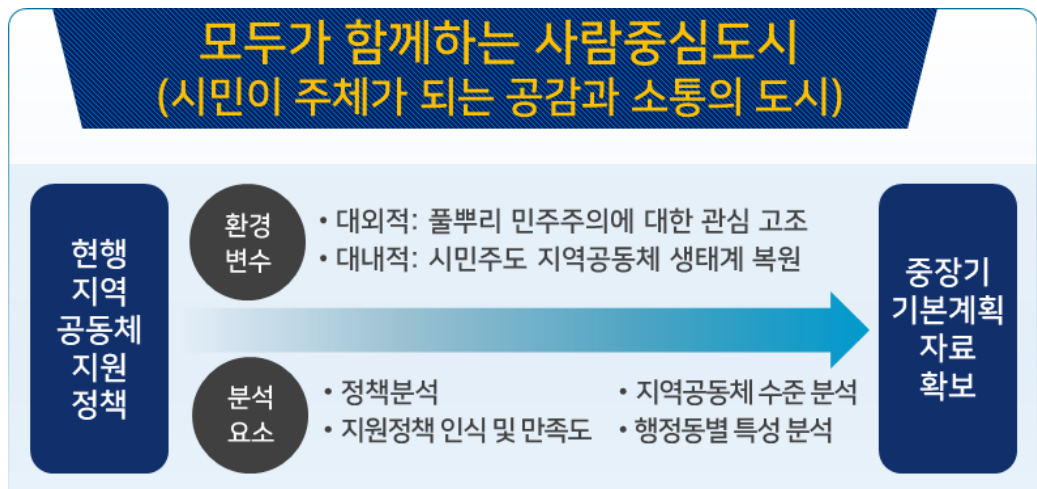 모두가 함께하는 사람중심도시
(시민이 주체가 되는 공감과 소통의 도시)
현행
지역
공동체
지원
정책
환경
변수
• 대외적: 풀뿌리 민주주의에 대한 관심 고조
• 대내적: 시민주도 지역공동체 생태계 복원
분석
요소
• 정책분석
• 지역공동체 수준 분석
• 지원정책 인식 및 만족도
• 행정동별 특성 분석
중장기
기본계획
자료
확보